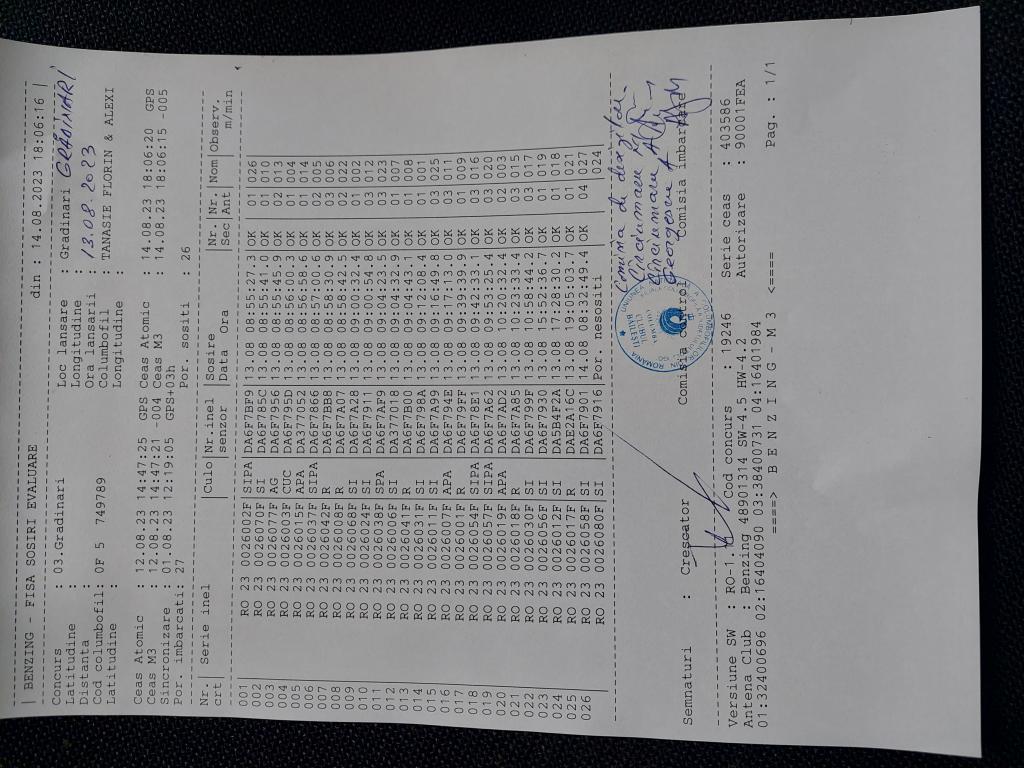 | BENZING - FISA SOSIRI EVALUARE din : 14.08.2023 18:06:16 |
Concurs : 03.Gradinari Loc lansare : Gradinari GRĂDINARI
Latitudine : Longitudine :
Distanta : Ora lansarii : 13.08.2023
Cod columbofil: OF 5 749789 Columbofil : TANASIE FLORIN & ALEXI
Latitudine : Longitudine :
Ceas Atomic : 12.08.23 14:47:25 GPS Ceas Atomic : 14.08.23 18:06:20 GPS
Ceas M3 : 12.08.23 14:47:21 -004 Ceas M3 : 14.08.23 18:06:15 -005
Sincronizare : 01.08.23 12:19:05 GPS+03h
Por. imbarcati: 27 Por. sositi : 26
Nr.| Serie inel | Culo |Nr.inel |Sosire |Nr.|Nr.|Nom|Observ.
crt| | |senzor |Data Ora |Sec|Ant| |m/min
001 | RO 23 0026002F|SIPA|DA6F7BF9|13.08 08:55:27.3|OK |01 |026
002 | RO 23 0026070F|SI |DA6F785C|13.08 08:55:41.0|OK |01 |010
003 | RO 23 0026077F|AG |DA6F7956|13.08 08:55:45.9|OK |02 |013
004 | RO 23 0026003F|CUC |DA6F795D|13.08 08:56:00.3|OK |01 |004
005 | RO 23 0026015F|APA |DA377052|13.08 08:56:58.6|OK |01 |014
006 | RO 23 0026037F|SIPA|DA6F7866|13.08 08:57:00.6|OK |02 |005
007 | RO 23 0026042F|R |DA6F7BB8|13.08 08:58:30.9|OK |03 |006
008 | RO 23 0026008F|R |DA6F7A07|13.08 08:58:42.5|OK |02 |022
009 | RO 23 0026068F|SI |DA6F7A28|13.08 09:00:32.4|OK |03 |002
010 | RO 23 0026024F|SI |DA6F7911|13.08 09:00:54.8|OK |03 |012
011 | RO 23 0026038F|SPA |DA6F7AF9|13.08 09:04:23.5|OK |03 |023
012 | RO 23 0026066F|SI |DA377018|13.08 09:04:32.9|OK |01 |007
013 | RO 23 0026041F|R |DA6F7B00|13.08 09:04:43.1|OK |01 |008
014 | RO 23 0026031F|SI |DA6F798A|13.08 09:12:08.4|OK |01 |001
015 | RO 23 0026011F|SI |DA6F7A99|13.08 09:14:01.2|OK |03 |025
016 | RO 23 0026007F|APA |DA6F794E|13.08 09:17:19.8|OK |01 |011
017 | RO 23 0026001F|R |DA6F79FF|13.08 09:39:39.9|OK |01 |009
018 | RO 23 0026054F|SIPA|DA6F78E1|13.08 09:42:33.1|OK |03 |016
019 | RO 23 0026057F|SIPA|DA6F7A62|13.08 09:53:25.4|OK |03 |020
020 | RO 23 0026019F|APA |DA6F7AD2|13.08 10:20:32.4|OK |02 |003
021 | RO 23 0026018F|R |DA6F7A85|13.08 10:23:33.4|OK |03 |015
022 | RO 23 0026030F|SI |DA6F799F|13.08 10:58:44.2|OK |03 |017
023 | RO 23 0026056F|SI |DA6F7930|13.08 15:52:36.7|OK |01 |019
024 | RO 23 0026012F|SI |DA5B4F2A|13.08 17:28:30.2|OK |01 |018
025 | RO 23 0026017F|R |DAE2A16C|13.08 19:05:03.7|OK |01 |021
026 | RO 23 0026058F|SI |DA6F7901|14.08 08:32:49.4|OK |04 |027
RO 23 0026080F|SI |DA6F7916|Por. nesositi | |024
Semnaturi : Crescator Comisia control Comisia imbarcare
ROMANIA
CLUBUL
COLUMBA
BAILESTI
Versiune SW : RO-1. Cod concurs : 19246 Serie ceas : 403586
Antena Club : Benzing 48901314 SW-4.5 HW-4.2 Autorizare : 90001FEA
01:32400696 02:16404090 03:38400731 04:16401984
====> B E N Z I N G - M 3 <==== Pag. : 1/1